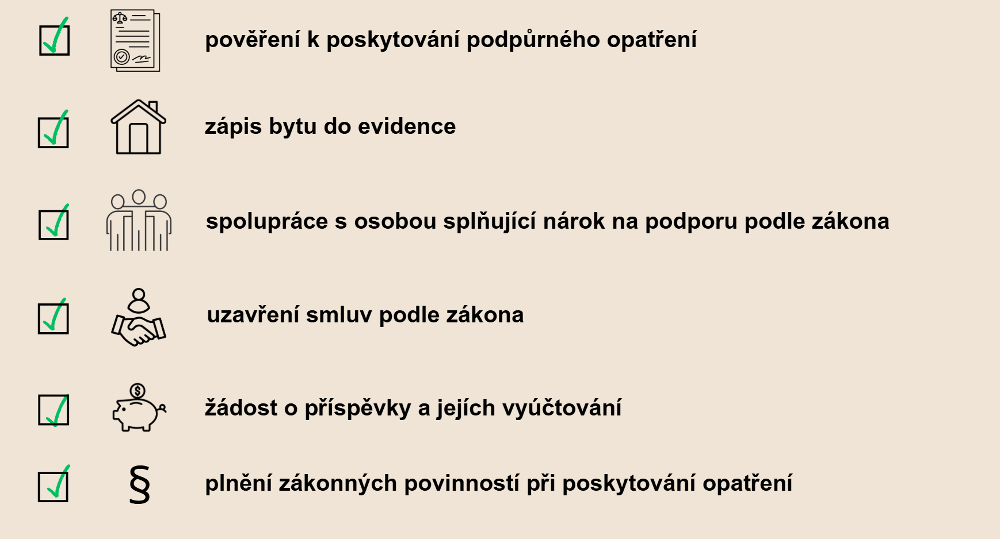 pověření k poskytování podpůrného opatření
zápis bytu do evidence
spolupráce s osobou splňující nárok na podporu podle zákona
uzavření smluv podle zákona
$
žádost o příspěvky a jejích vyúčtování
§
plnění zákonných povinností při poskytování opatření